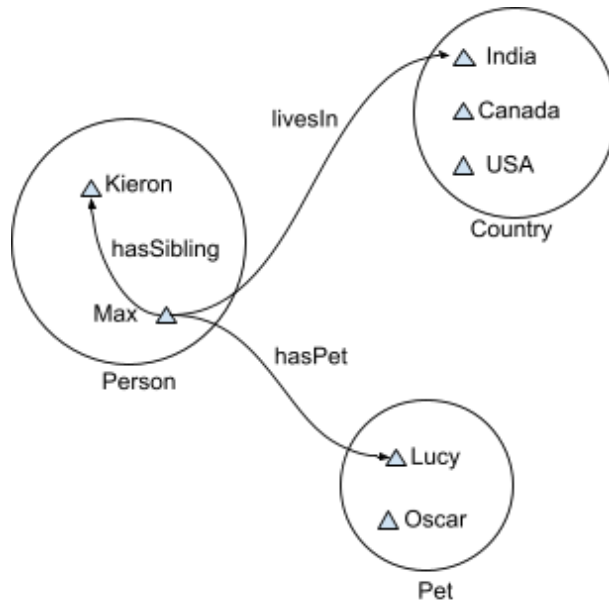 India
livesIn
Canada
USA
Kieron
Country
hasSibling
Max
hasPet
Person
Lucy
Oscar
Pet